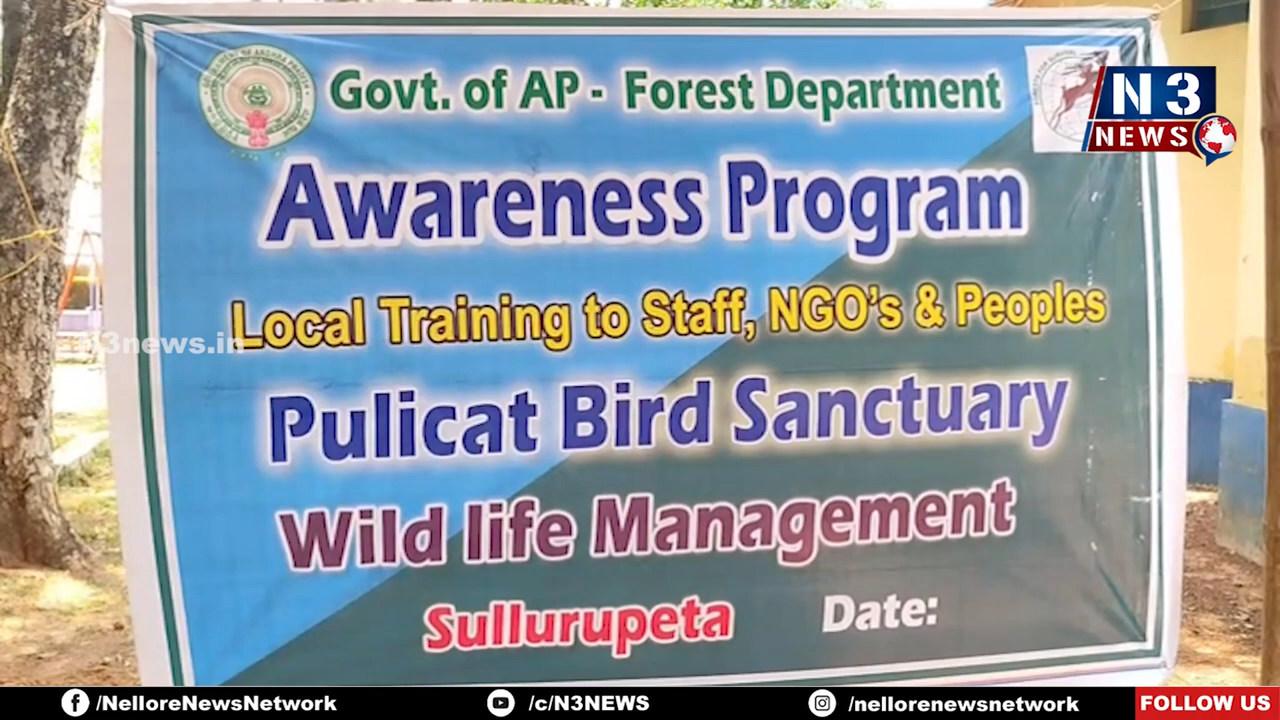 Govt. of AP - Forest Department
N3
NEWS
Awareness Program
Local Training to Staff, NGO's & Peoples
n3news.in
Pulicat Bird Sanctuary
Wild life Management
Sullurupeta Date:
/NelloreNewsNetwork /c/N3NEWS /nellorenewsnetwork FOLLOW US